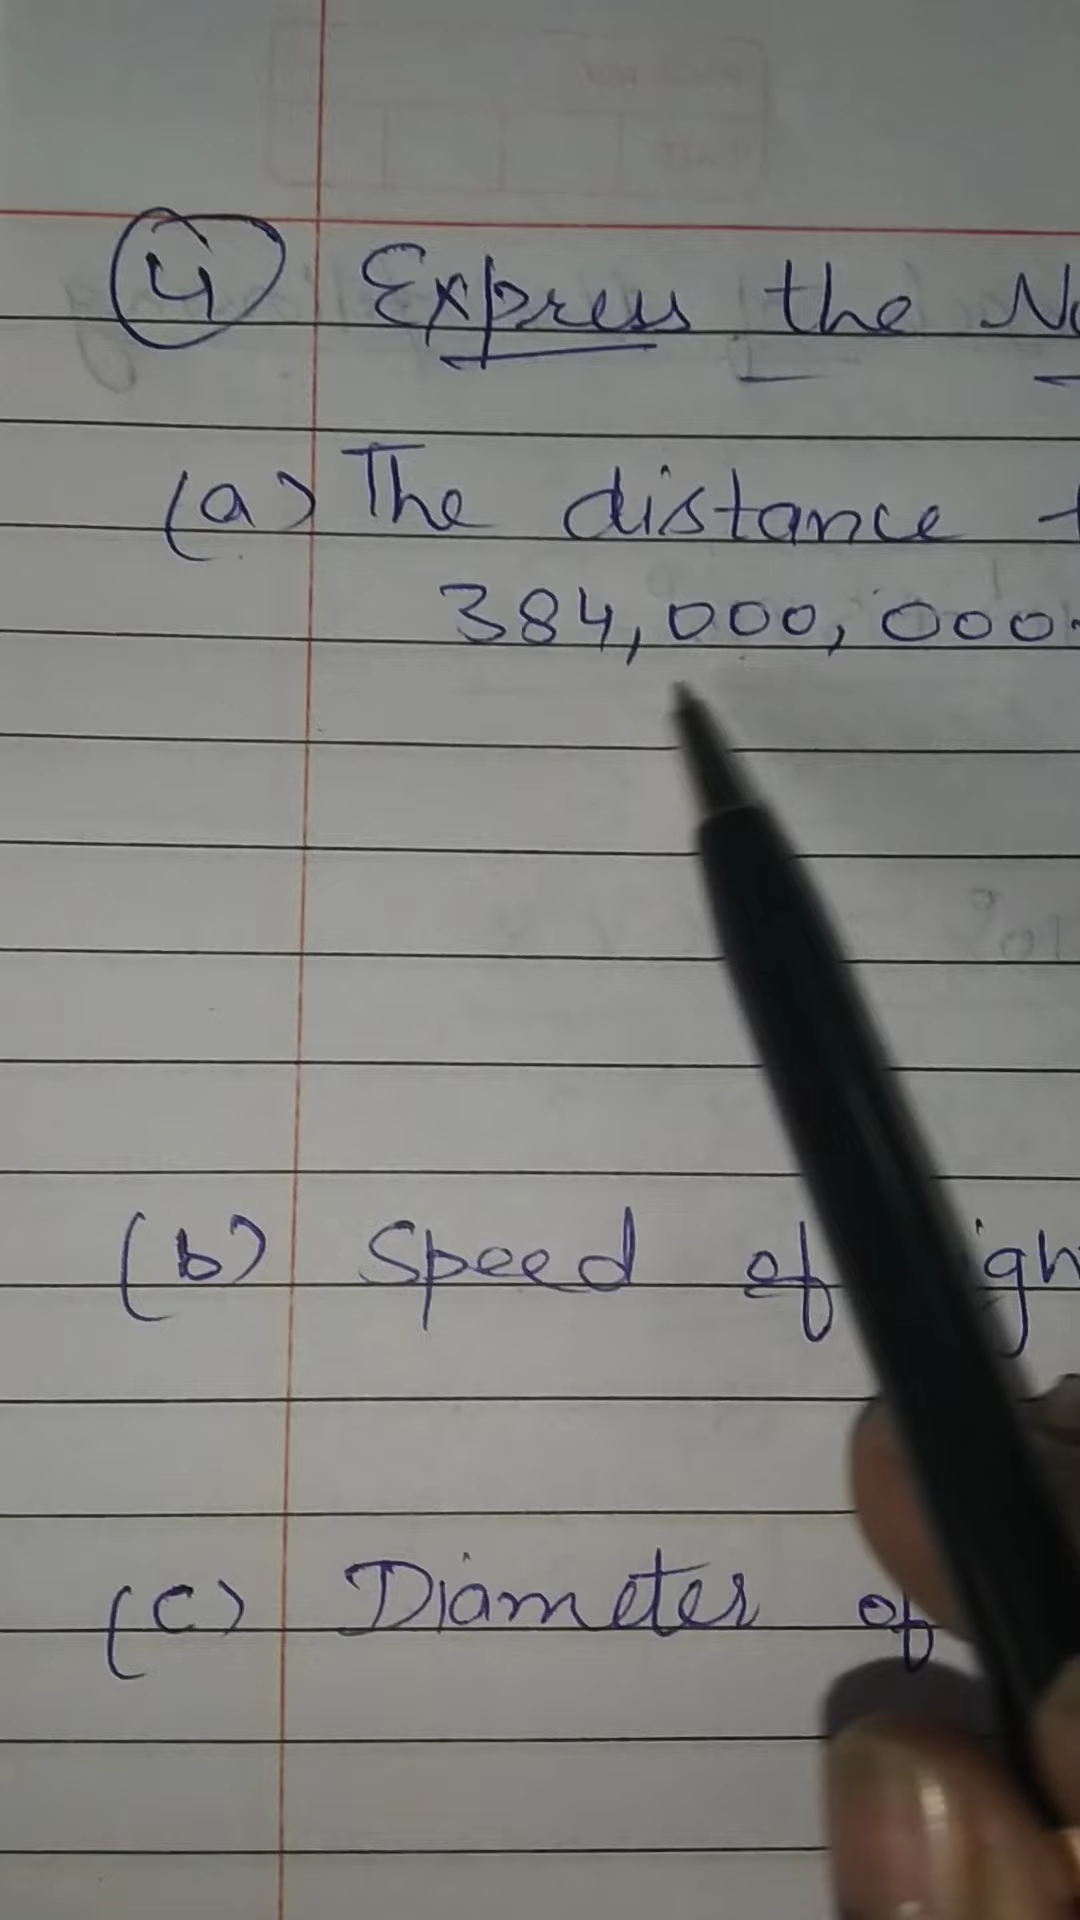 4 Express the
(a) The distance
384,000,000
(b) Speed of
(c) Diameter of